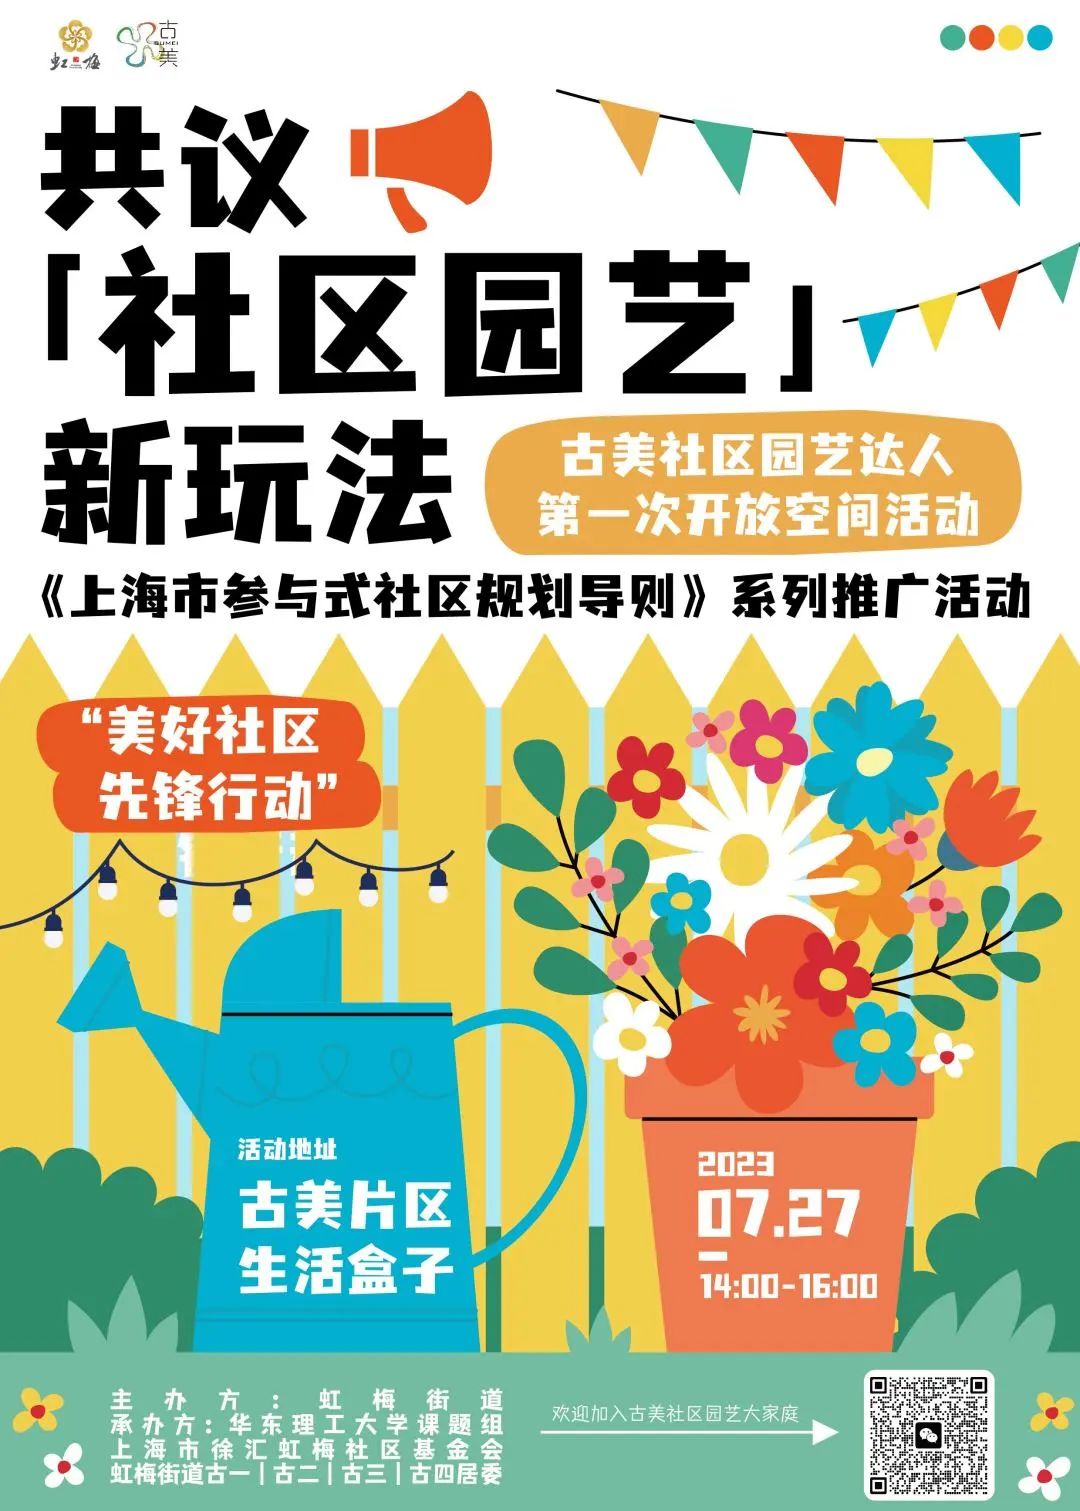 虹梅
古美
GUMEI
共议
「社区园艺」
新玩法
古美社区园艺达人
第一次开放空间活动
《上海市参与式社区规划导则》系列推广活动
“美好社区
先锋行动”
活动地址
古美片区
生活盒子
2023
07.27
14:00-16:00
主办方：虹梅街道
承办方：华东理工大学课题组
上海市徐汇虹梅社区基金会
虹梅街道古一|古二|古三|古四居委
欢迎加入古美社区园艺大家庭